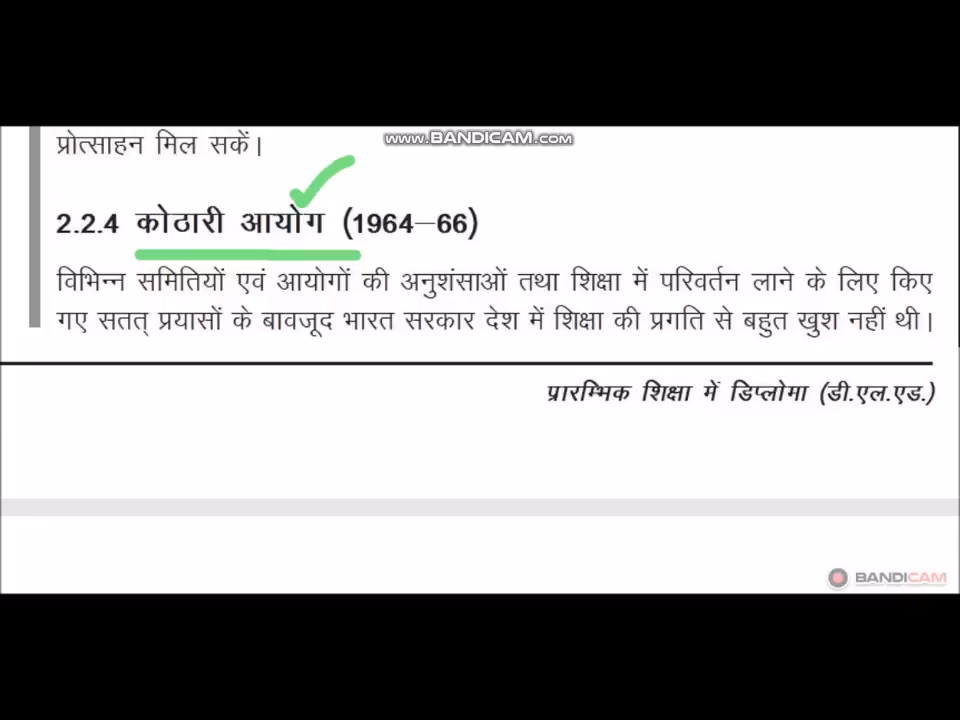 www.BANDICAM.com
प्रोत्साहन मिल सकें।
2.2.4 कोठारी आयोग (1964–66)
विभिन्न समितियों एवं आयोगों की अनुशंसाओं तथा शिक्षा में परिवर्तन लाने के लिए किए
गए सतत् प्रयासों के बावजूद भारत सरकार देश में शिक्षा की प्रगति से बहुत खुश नहीं थी।
प्रारम्भिक शिक्षा में डिप्लोमा (डी.एल.एड.)
BANDICAM